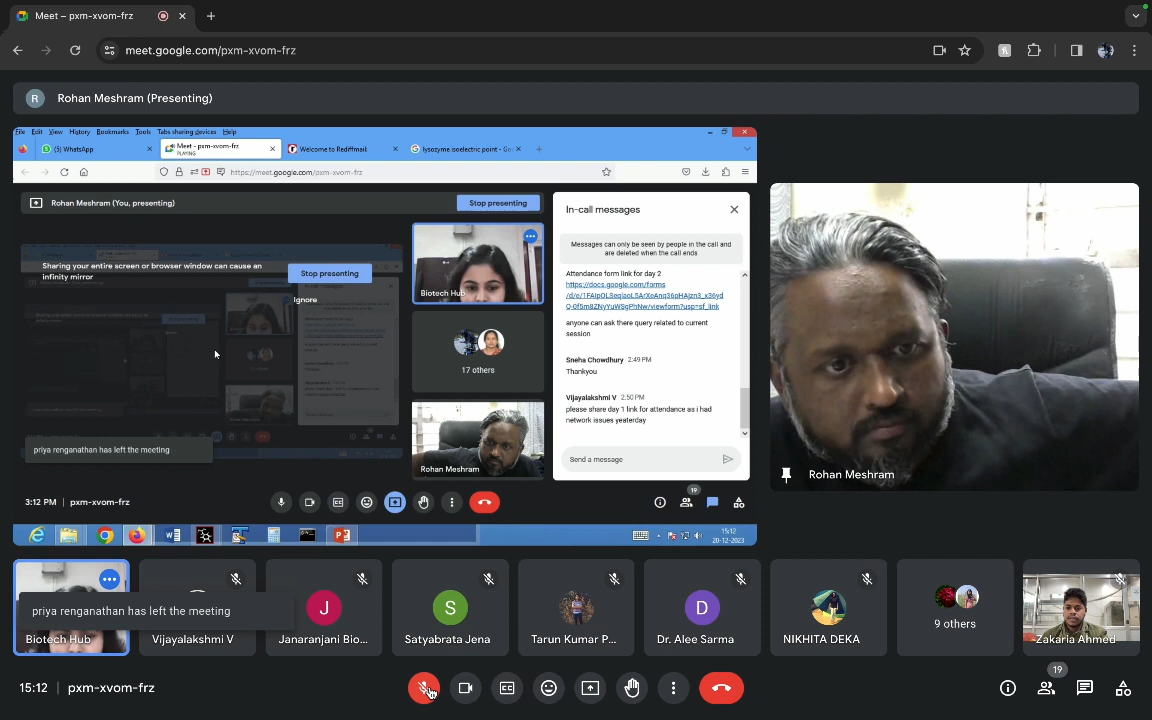 Meet – pxm-xvom-frz
meet.google.com/pxm-xvom-frz
R Rohan Meshram (Presenting)
File Edit View History Bookmarks Tools Tabs sharing devices Help
(5) WhatsApp
Meet - pxm-xvom-frz
PLAYING
Welcome to Rediffmail:
lysozyme isoelectric point - Goo
https://meet.google.com/pxm-xvom-frz
Rohan Meshram (You, presenting)
Stop presenting
Sharing your entire screen or browser window can cause an
infinity mirror
Stop presenting
Ignore
Biotech Hub
17 others
Rohan Meshram
priya renganathan has left the meeting
In-call messages
Messages can only be seen by people in the call and
are deleted when the call ends
Attendance form link for day 2
https://docs.google.com/forms
anyone can ask there query related to current
session
Sneha Chowdhury 2:49 PM
Thankyou
Vijayalakshmi V 2:50 PM
please share day 1 link for attendance as i had
network issues yeaterday
Send a message
3:12 PM | pxm-xvom-frz
19
15:12
20-12-2023
Rohan Meshram
priya renganathan has left the meeting
Biotech Hub
Vijayalakshmi V
J
Janaranjani Bio...
S
Satyabrata Jena
Tarun Kumar P...
D
Dr. Alee Sarma
NIKHITA DEKA
9 others
Zakaria Ahmed
15:12 | pxm-xvom-frz
19